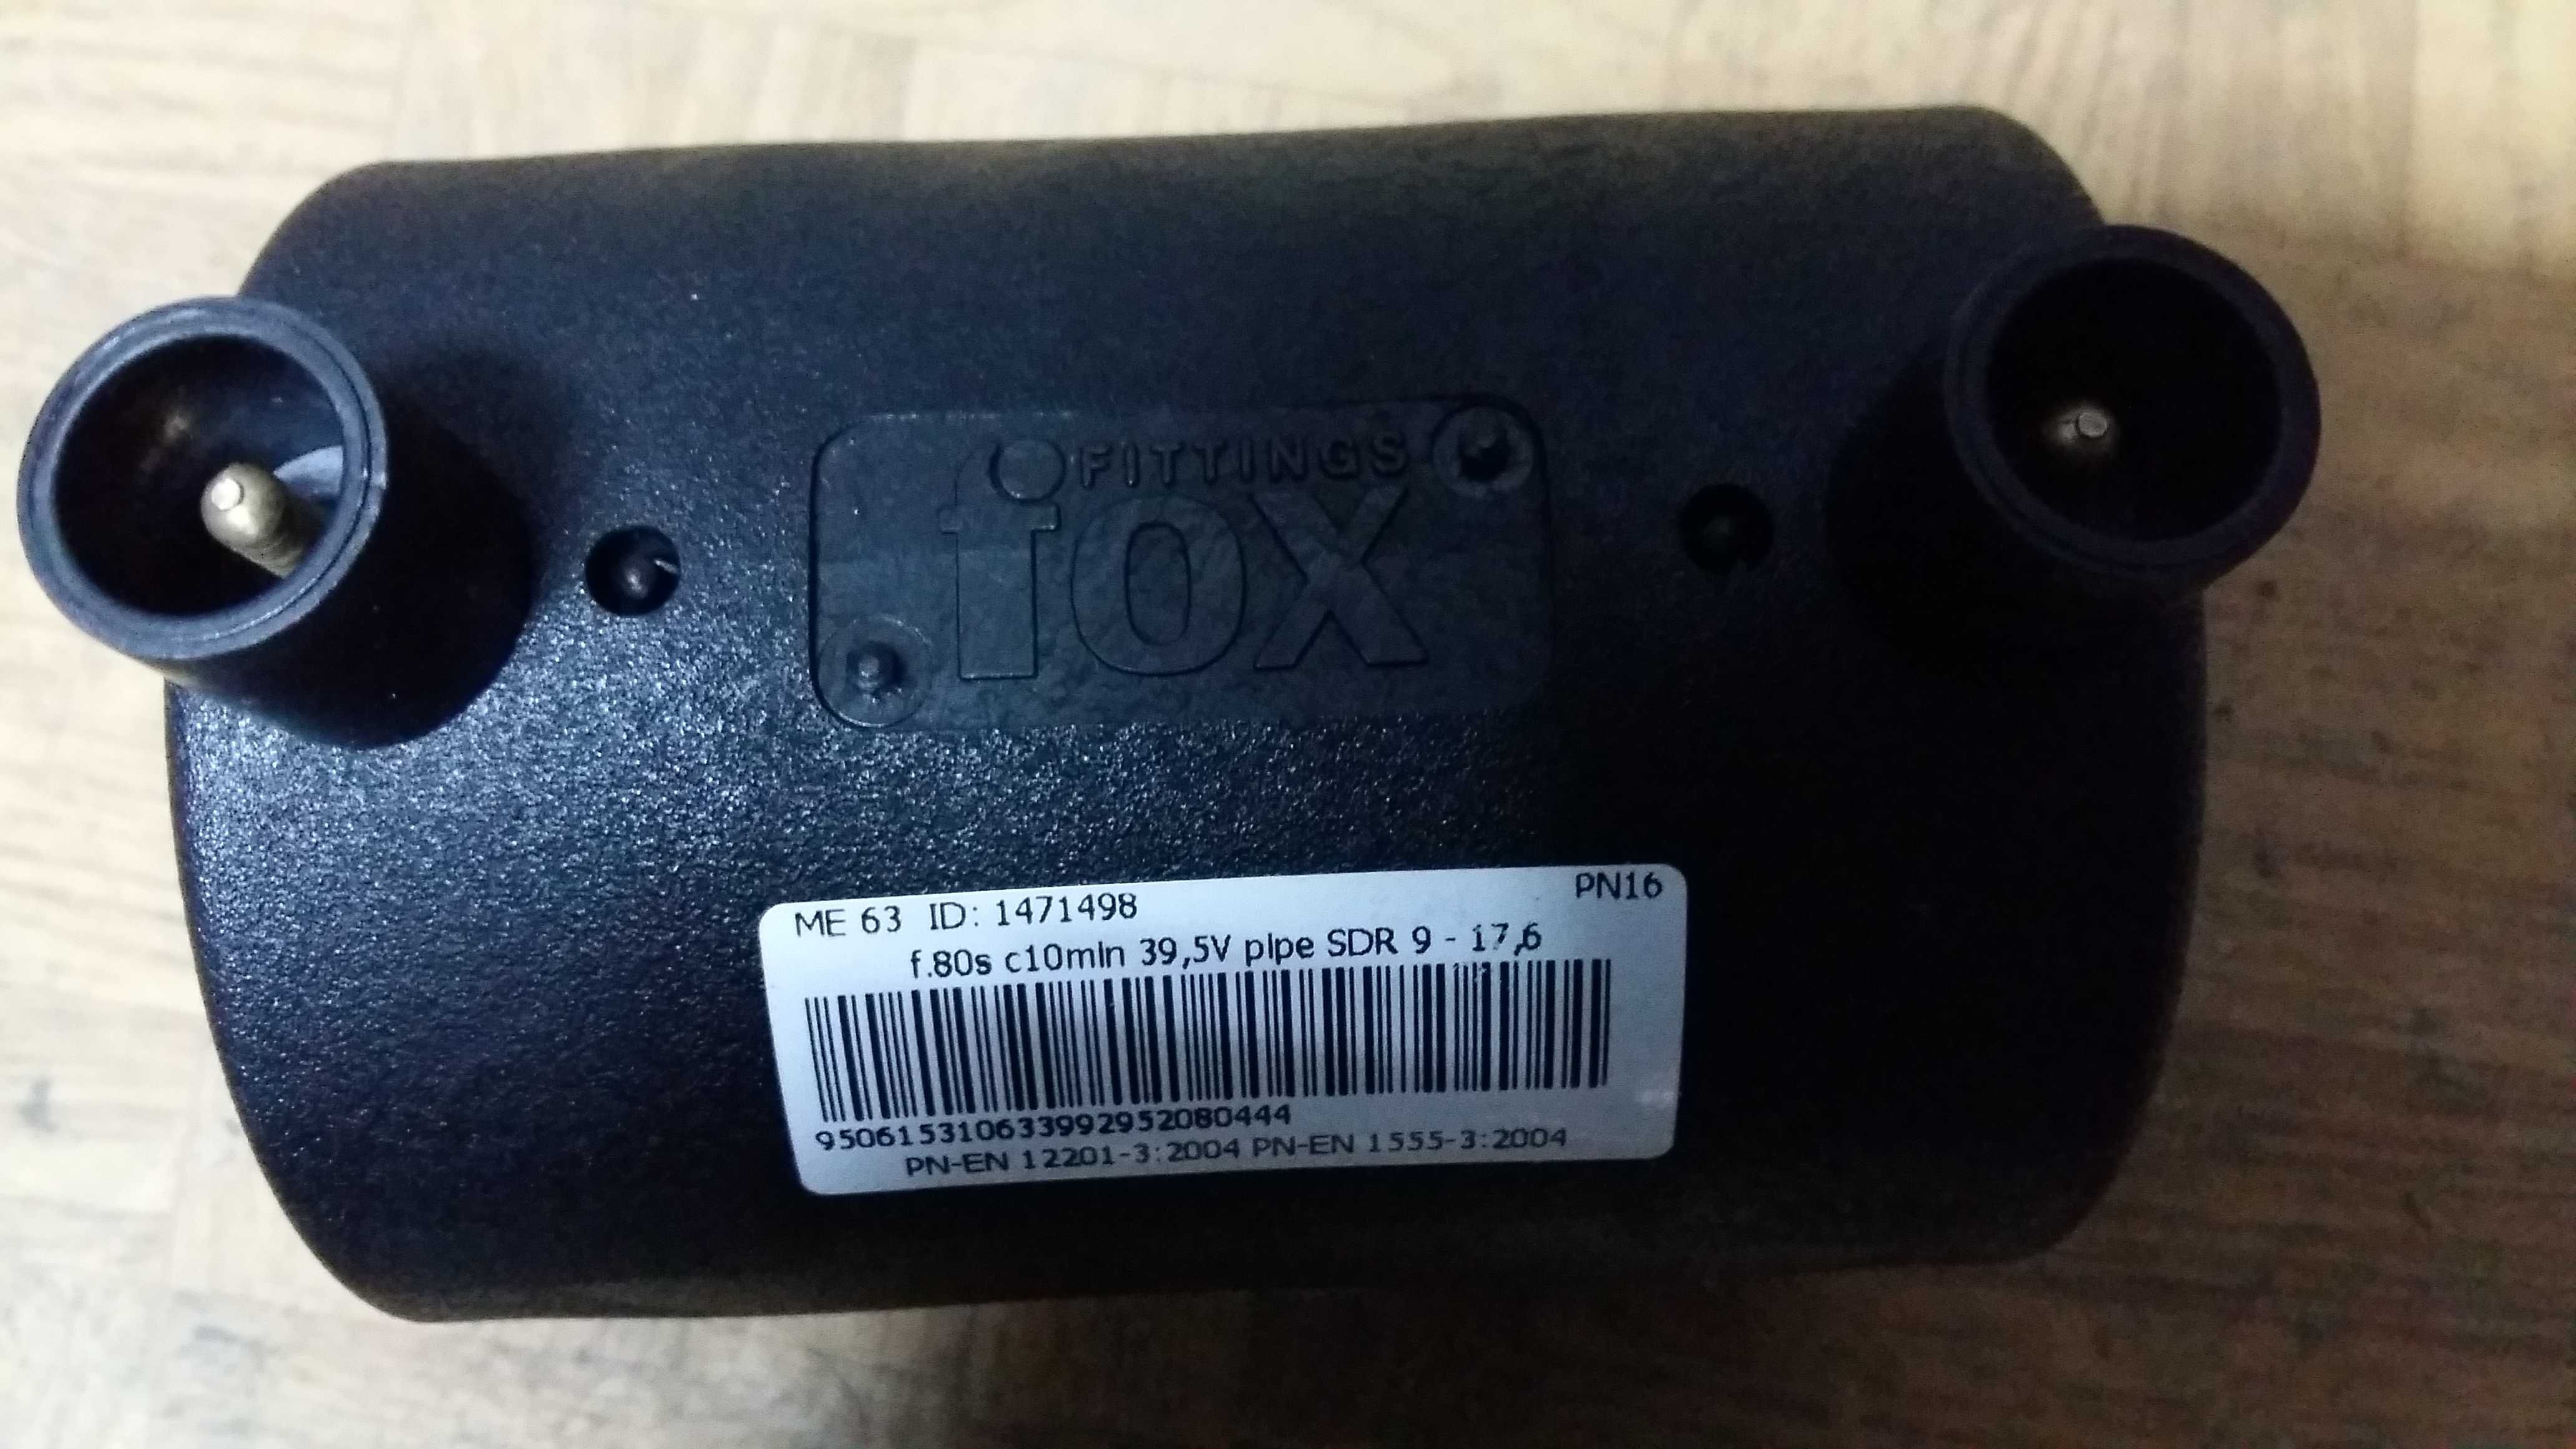 FITTINGS
fox
ME 63 ID: 1471498 PN16
f.80s c10min 39,5V pipe SDR 9 - 17,6
950615310633992952080444
PN-EN 12201-3:2004 PN-EN 1555-3:2004